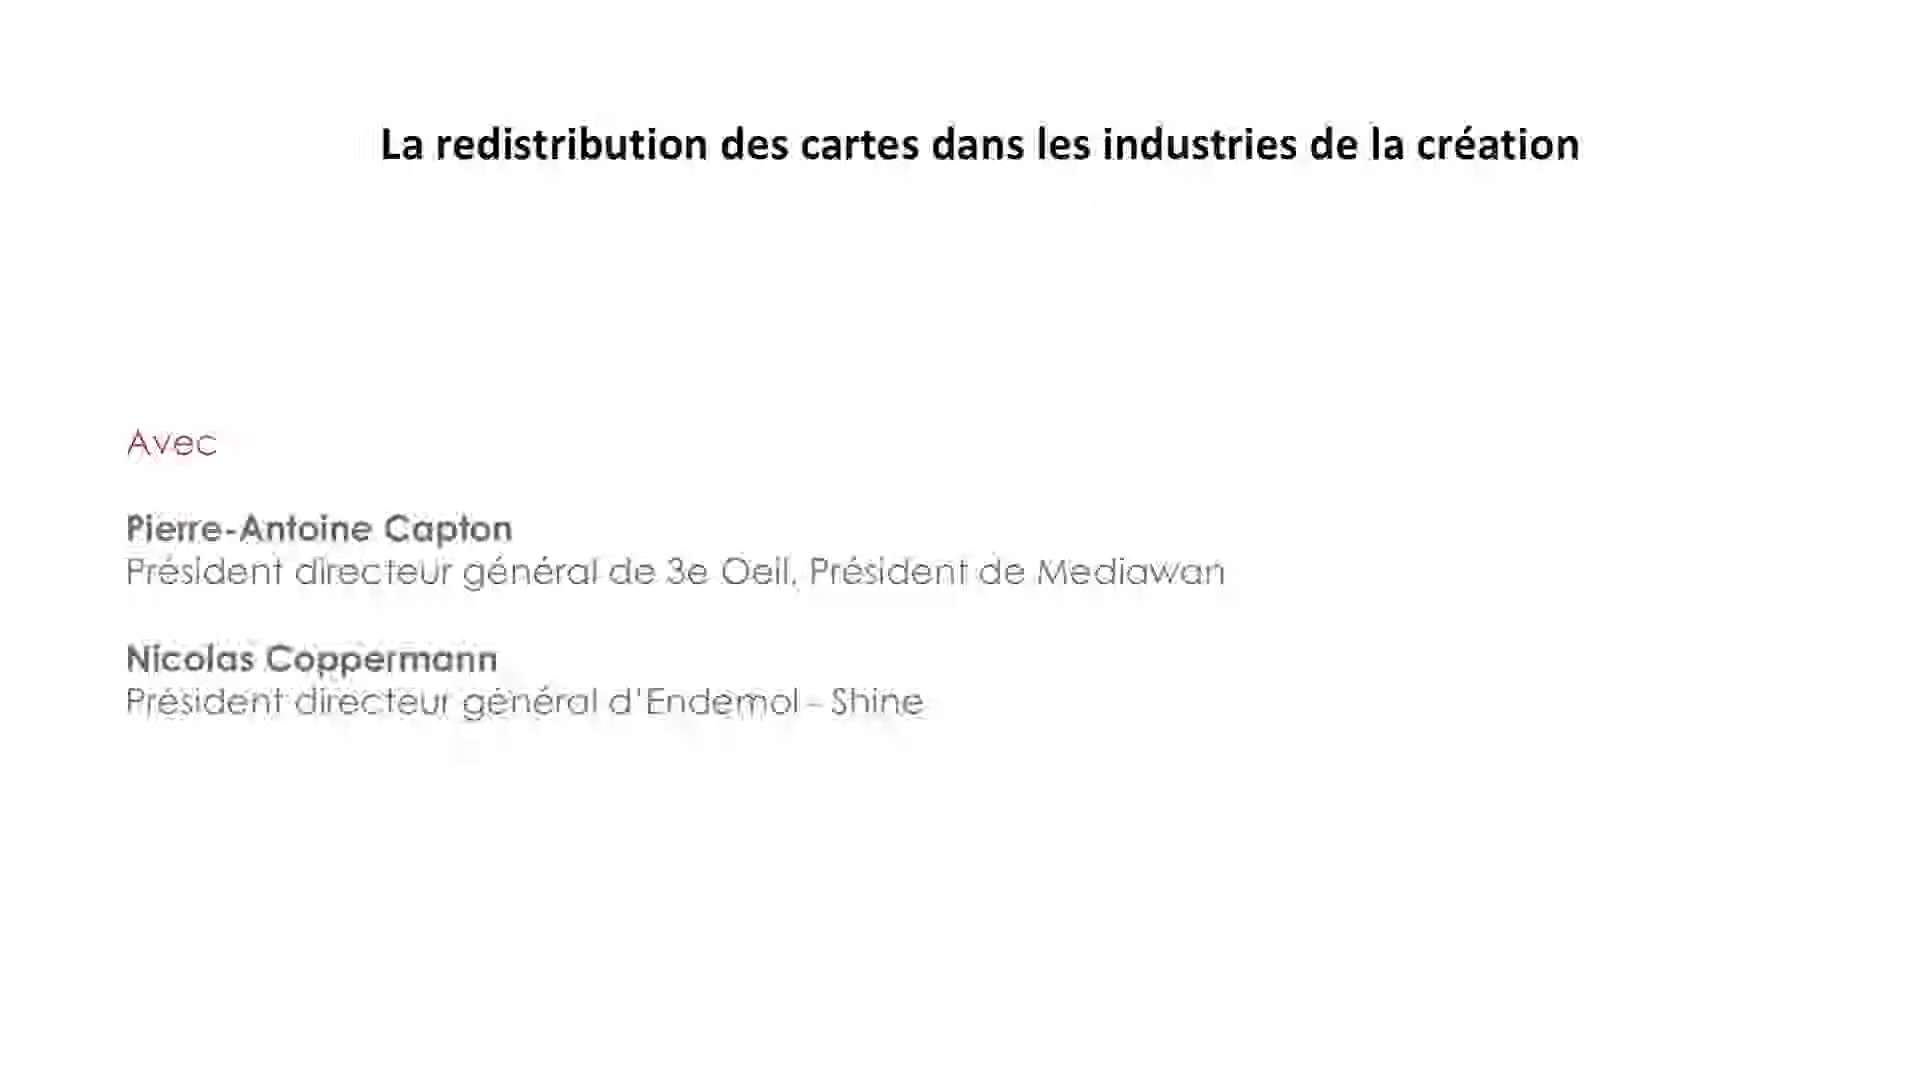 La redistribution des cartes dans les industries de la création
Avec
Pierre-Antoine Capton
Président directeur général de 3e Oeil, Président de Mediawan
Nicolas Coppermann
Président directeur général d'Endemol - Shine